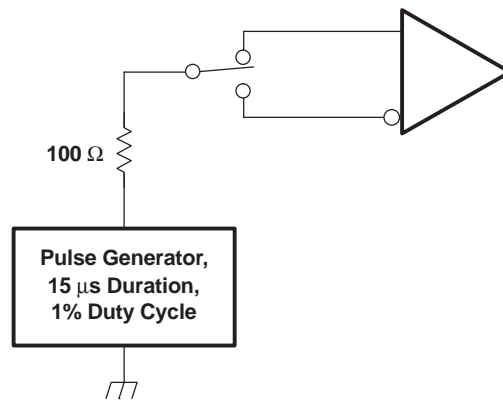 100 Ω
Pulse Generator,
15 μs Duration,
1% Duty Cycle